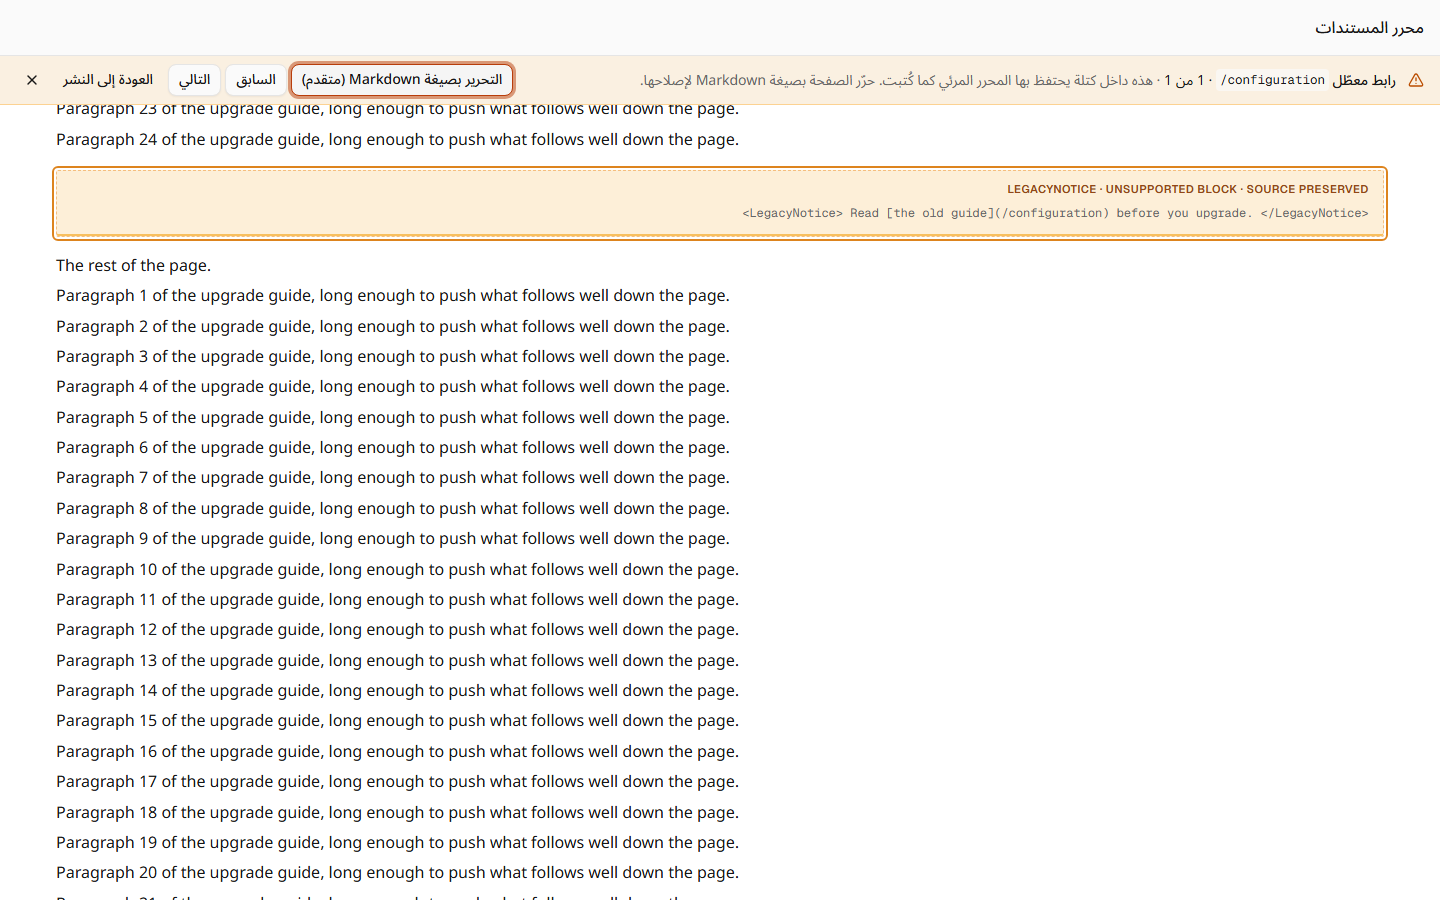 محرر المستندات
رابط معطّل /configuration · 1 من 1 · هذه داخل كتلة يحتفظ بها المحرر المرئي كما كُتبت. حرّر الصفحة بصيغة Markdown لإصلاحها.
التحرير بصيغة Markdown (متقدم)
السابق
التالي
العودة إلى النشر
Paragraph 23 of the upgrade guide, long enough to push what follows well down the page.
Paragraph 24 of the upgrade guide, long enough to push what follows well down the page.
LEGACYNOTICE · UNSUPPORTED BLOCK · SOURCE PRESERVED
<LegacyNotice> Read [the old guide](/configuration) before you upgrade. </LegacyNotice>
The rest of the page.
Paragraph 1 of the upgrade guide, long enough to push what follows well down the page.
Paragraph 2 of the upgrade guide, long enough to push what follows well down the page.
Paragraph 3 of the upgrade guide, long enough to push what follows well down the page.
Paragraph 4 of the upgrade guide, long enough to push what follows well down the page.
Paragraph 5 of the upgrade guide, long enough to push what follows well down the page.
Paragraph 6 of the upgrade guide, long enough to push what follows well down the page.
Paragraph 7 of the upgrade guide, long enough to push what follows well down the page.
Paragraph 8 of the upgrade guide, long enough to push what follows well down the page.
Paragraph 9 of the upgrade guide, long enough to push what follows well down the page.
Paragraph 10 of the upgrade guide, long enough to push what follows well down the page.
Paragraph 11 of the upgrade guide, long enough to push what follows well down the page.
Paragraph 12 of the upgrade guide, long enough to push what follows well down the page.
Paragraph 13 of the upgrade guide, long enough to push what follows well down the page.
Paragraph 14 of the upgrade guide, long enough to push what follows well down the page.
Paragraph 15 of the upgrade guide, long enough to push what follows well down the page.
Paragraph 16 of the upgrade guide, long enough to push what follows well down the page.
Paragraph 17 of the upgrade guide, long enough to push what follows well down the page.
Paragraph 18 of the upgrade guide, long enough to push what follows well down the page.
Paragraph 19 of the upgrade guide, long enough to push what follows well down the page.
Paragraph 20 of the upgrade guide, long enough to push what follows well down the page.